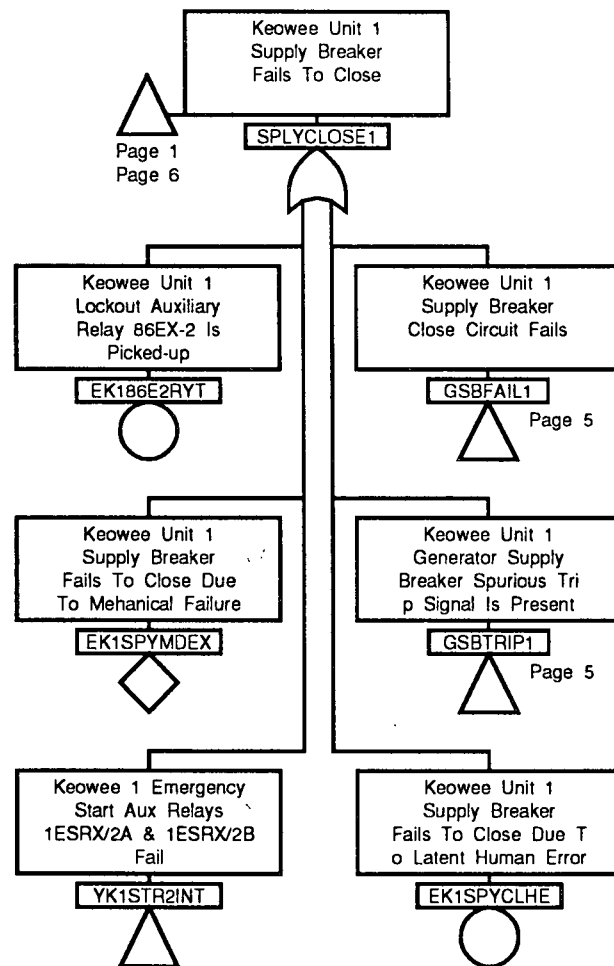 Keowee Unit 1
Supply Breaker
Fails To Close
SPLYCLOSE1
Page 1
Page 6
Keowee Unit 1
Lockout Auxiliary
Relay 86EX-2 Is
Picked-up
EK186E2RYT
Keowee Unit 1
Supply Breaker
Close Circuit Fails
GSBFAIL1
Page 5
Keowee Unit 1
Supply Breaker
Fails To Close Due
To Mehanical Failure
EK1SPYMDEX
Keowee Unit 1
Generator Supply
Breaker Spurious Tri
p Signal Is Present
GSBTRIP1
Page 5
Keowee 1 Emergency
Start Aux Relays
1ESRX/2A & 1ESRX/2B
Fail
YK1STR2INT
Keowee Unit 1
Supply Breaker
Fails To Close Due T
o Latent Human Error
EK1SPYCLHE